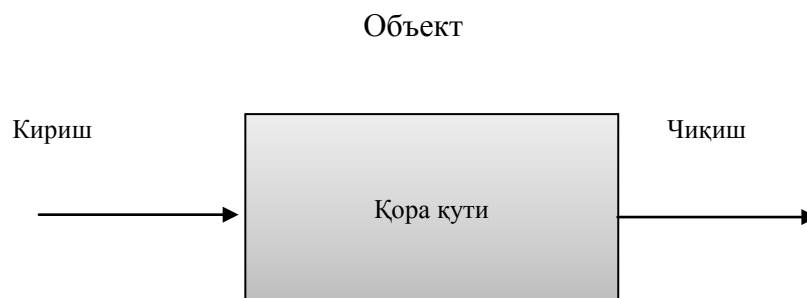 Объект
Кириш
Чиқиш
Қора қути